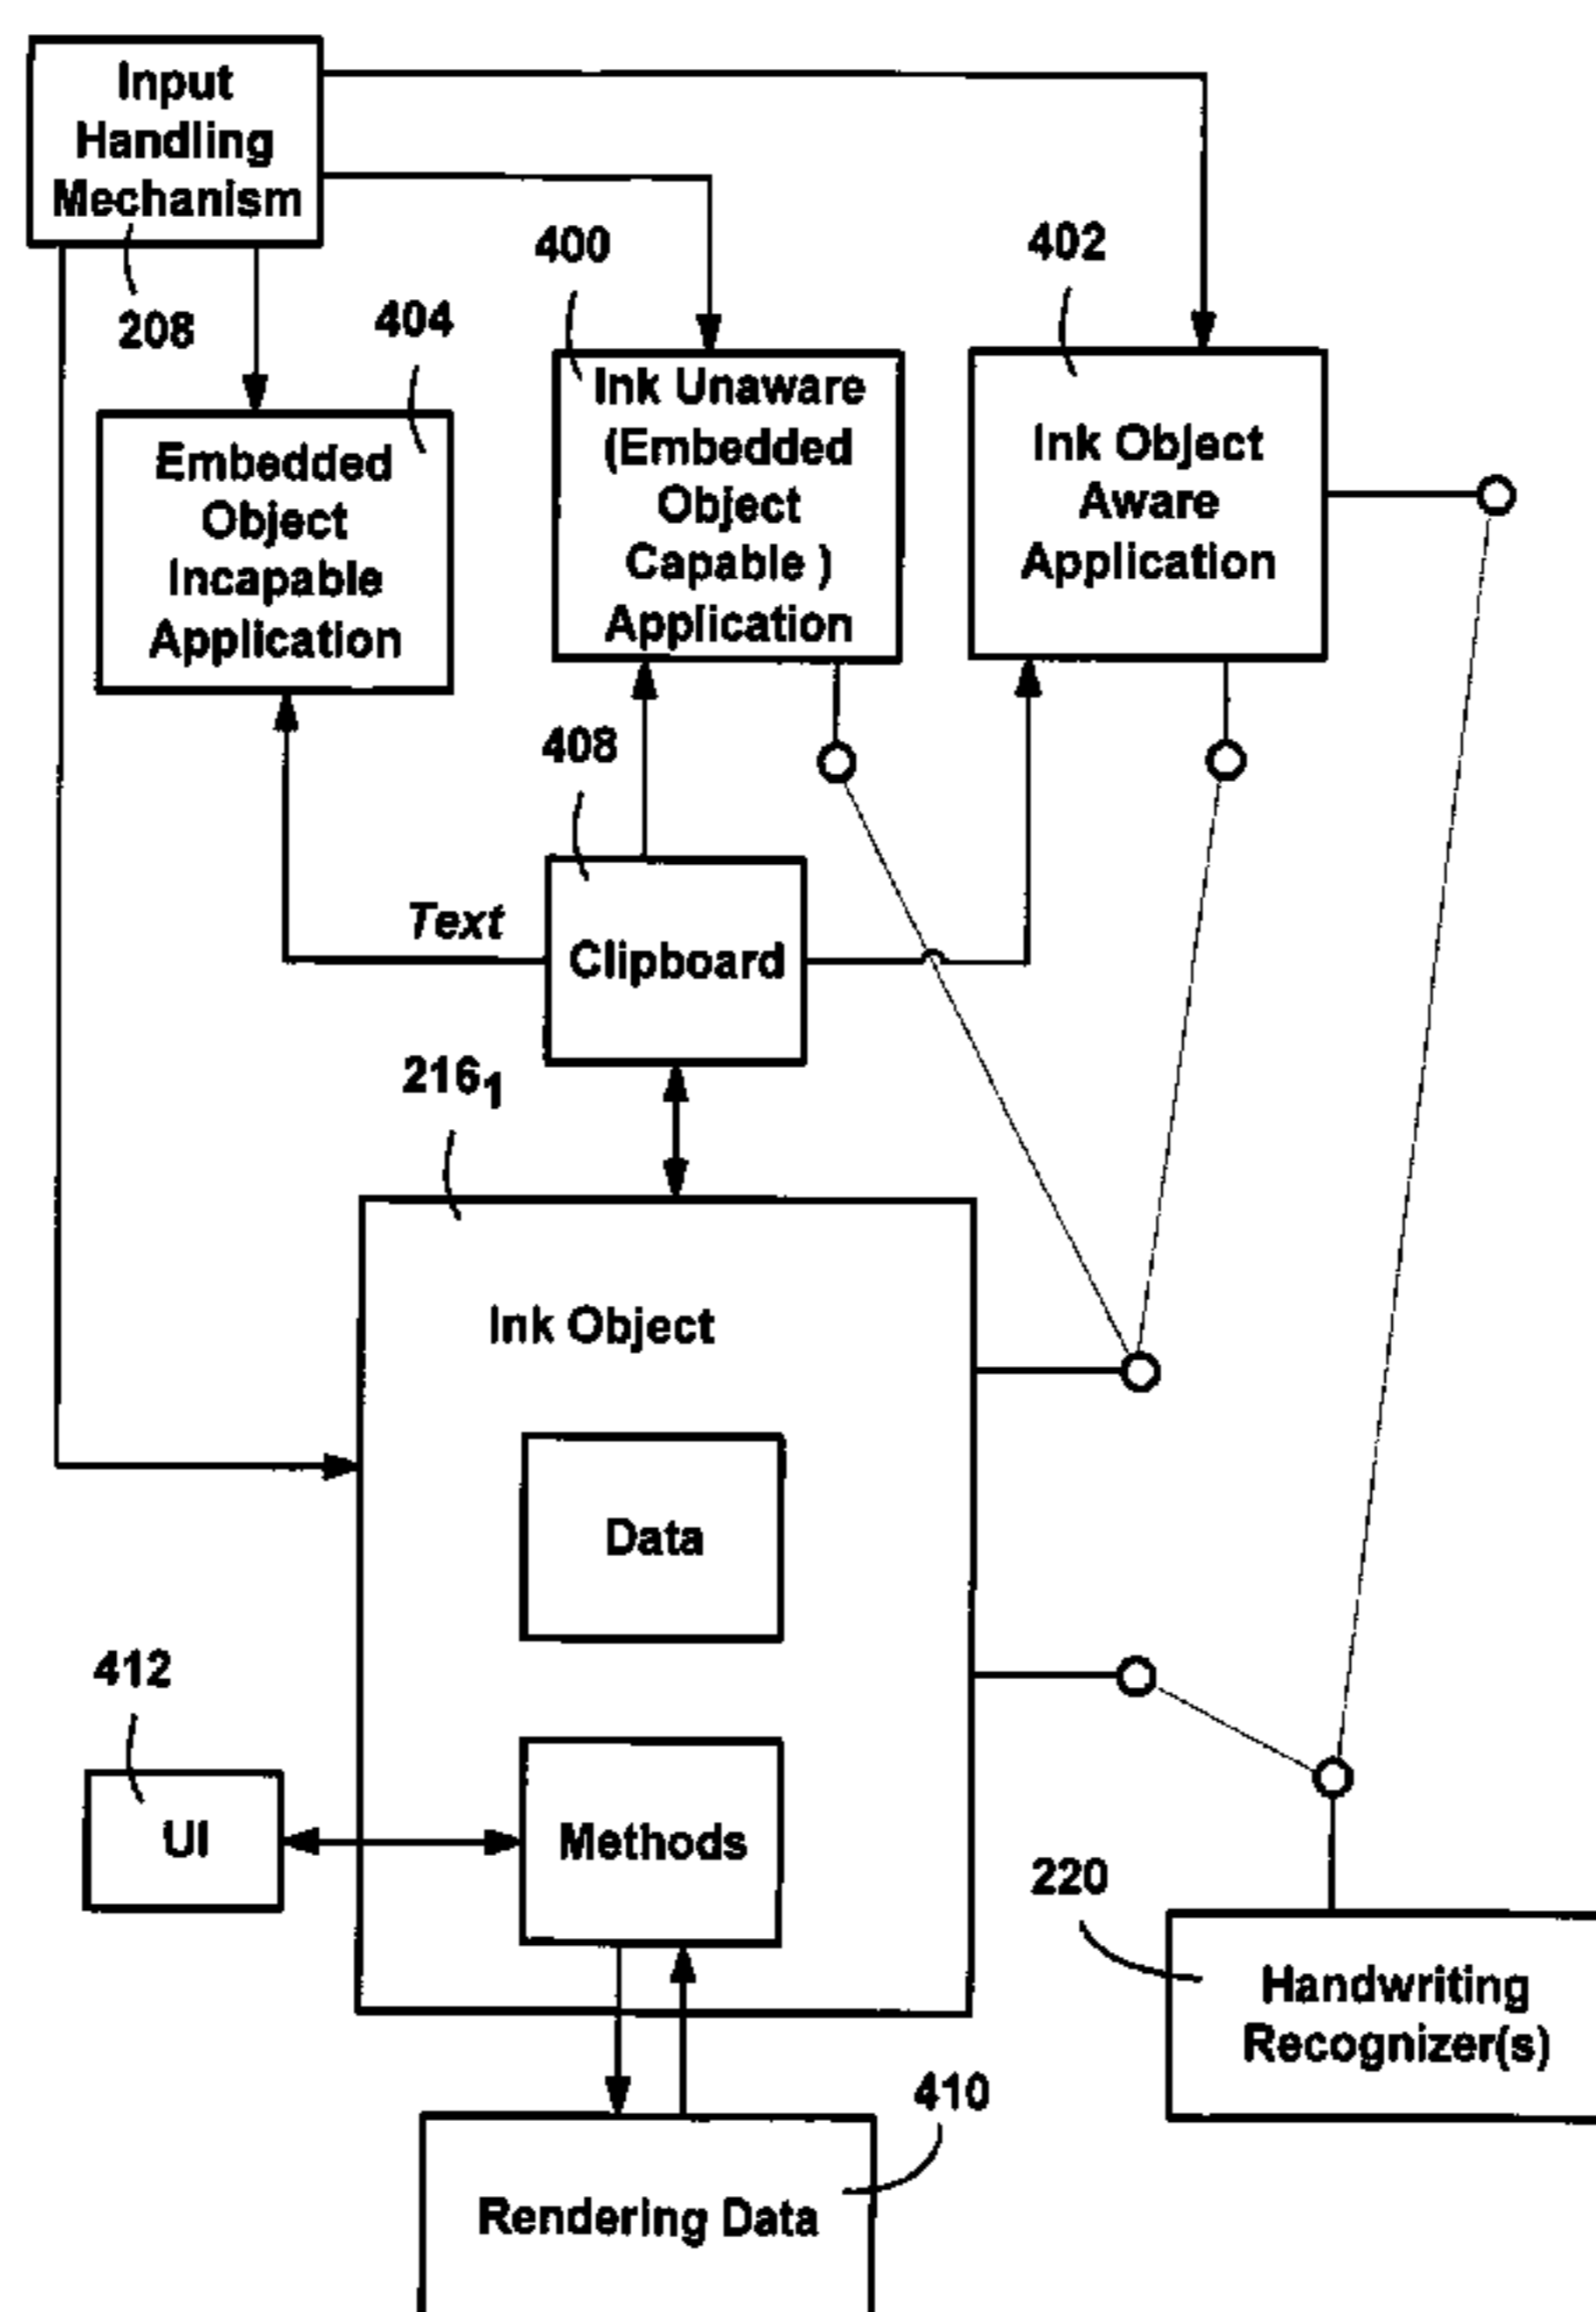 Input
Handling
Mechanism
208
404
400
402
Embedded
Object
Incapable
Application
Ink Unaware
(Embedded
Object
Capable )
Application
Ink Object
Aware
Application
408
Text
Clipboard
216₁
Ink Object
Data
412
UI
Methods
220
Handwriting
Recognizer(s)
410
Rendering Data